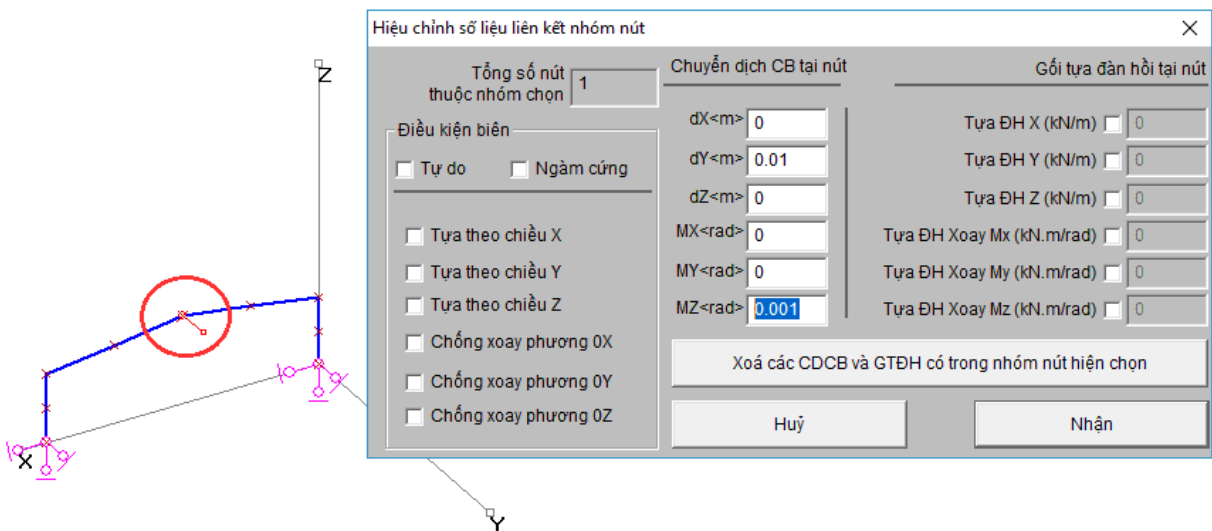 Hiệu chỉnh số liệu liên kết nhóm nút
Tổng số nút
thuộc nhóm chọn
1
Điều kiện biên
Tự do
Ngàm cứng
Tựa theo chiều X
Tựa theo chiều Y
Tựa theo chiều Z
Chống xoay phương 0X
Chống xoay phương 0Y
Chống xoay phương 0Z
Chuyển dịch CB tại nút
dX<m> 0
dY<m> 0.01
dZ<m> 0
MX<rad> 0
MY<rad> 0
MZ<rad> 0.001
Gối tựa đàn hồi tại nút
Tựa ĐH X (kN/m) 0
Tựa ĐH Y (kN/m) 0
Tựa ĐH Z (kN/m) 0
Tựa ĐH Xoay Mx (kN.m/rad) 0
Tựa ĐH Xoay My (kN.m/rad) 0
Tựa ĐH Xoay Mz (kN.m/rad) 0
Xoá các CDCB và GTĐH có trong nhóm nút hiện chọn
Huỷ
Nhận
Z
X
Y